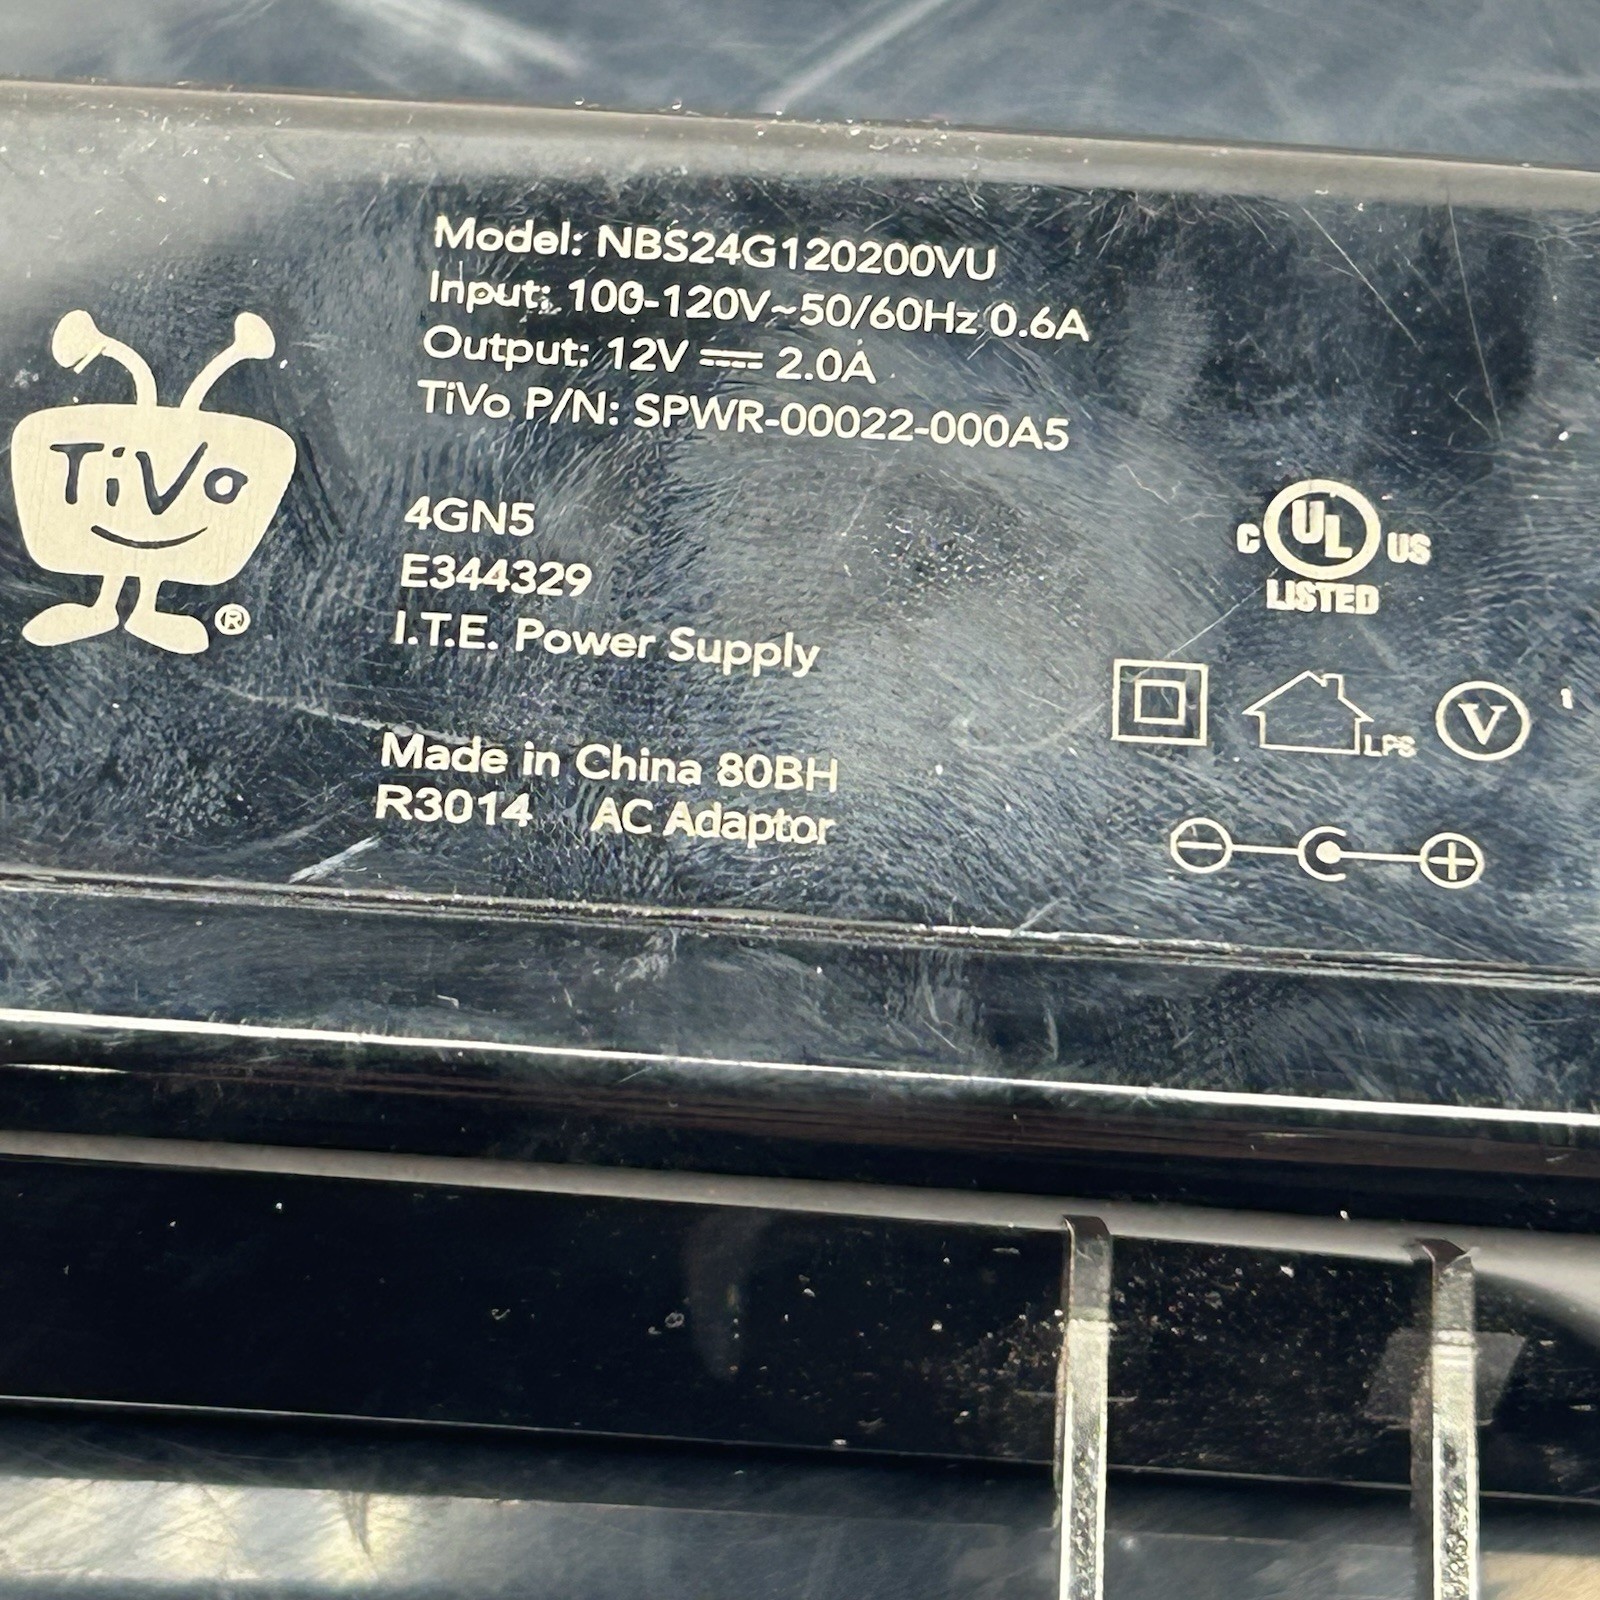 Model: NBS24G120200VU
Input: 100-120V~50/60Hz 0.6A
Output: 12V ⎓ 2.0A
TiVo P/N: SPWR-00022-000A5
TiVo
®
4GN5
E344329
I.T.E. Power Supply
C UL US
LISTED
LPS
V
Made in China 80BH
R3014 AC Adaptor